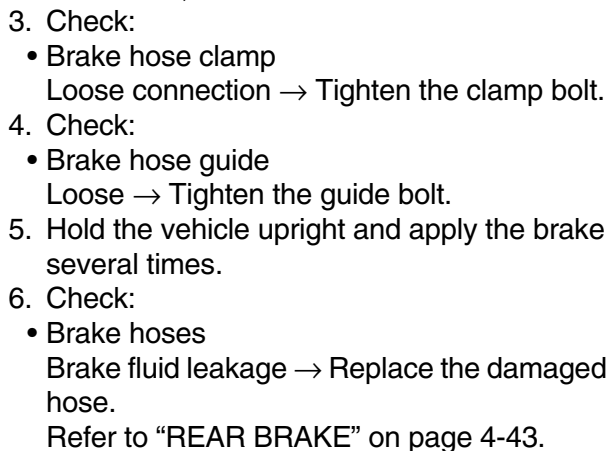 3. Check:
• Brake hose clamp
Loose connection → Tighten the clamp bolt.
4. Check:
• Brake hose guide
Loose → Tighten the guide bolt.
5. Hold the vehicle upright and apply the brake
several times.
6. Check:
• Brake hoses
Brake fluid leakage → Replace the damaged
hose.
Refer to “REAR BRAKE” on page 4-43.